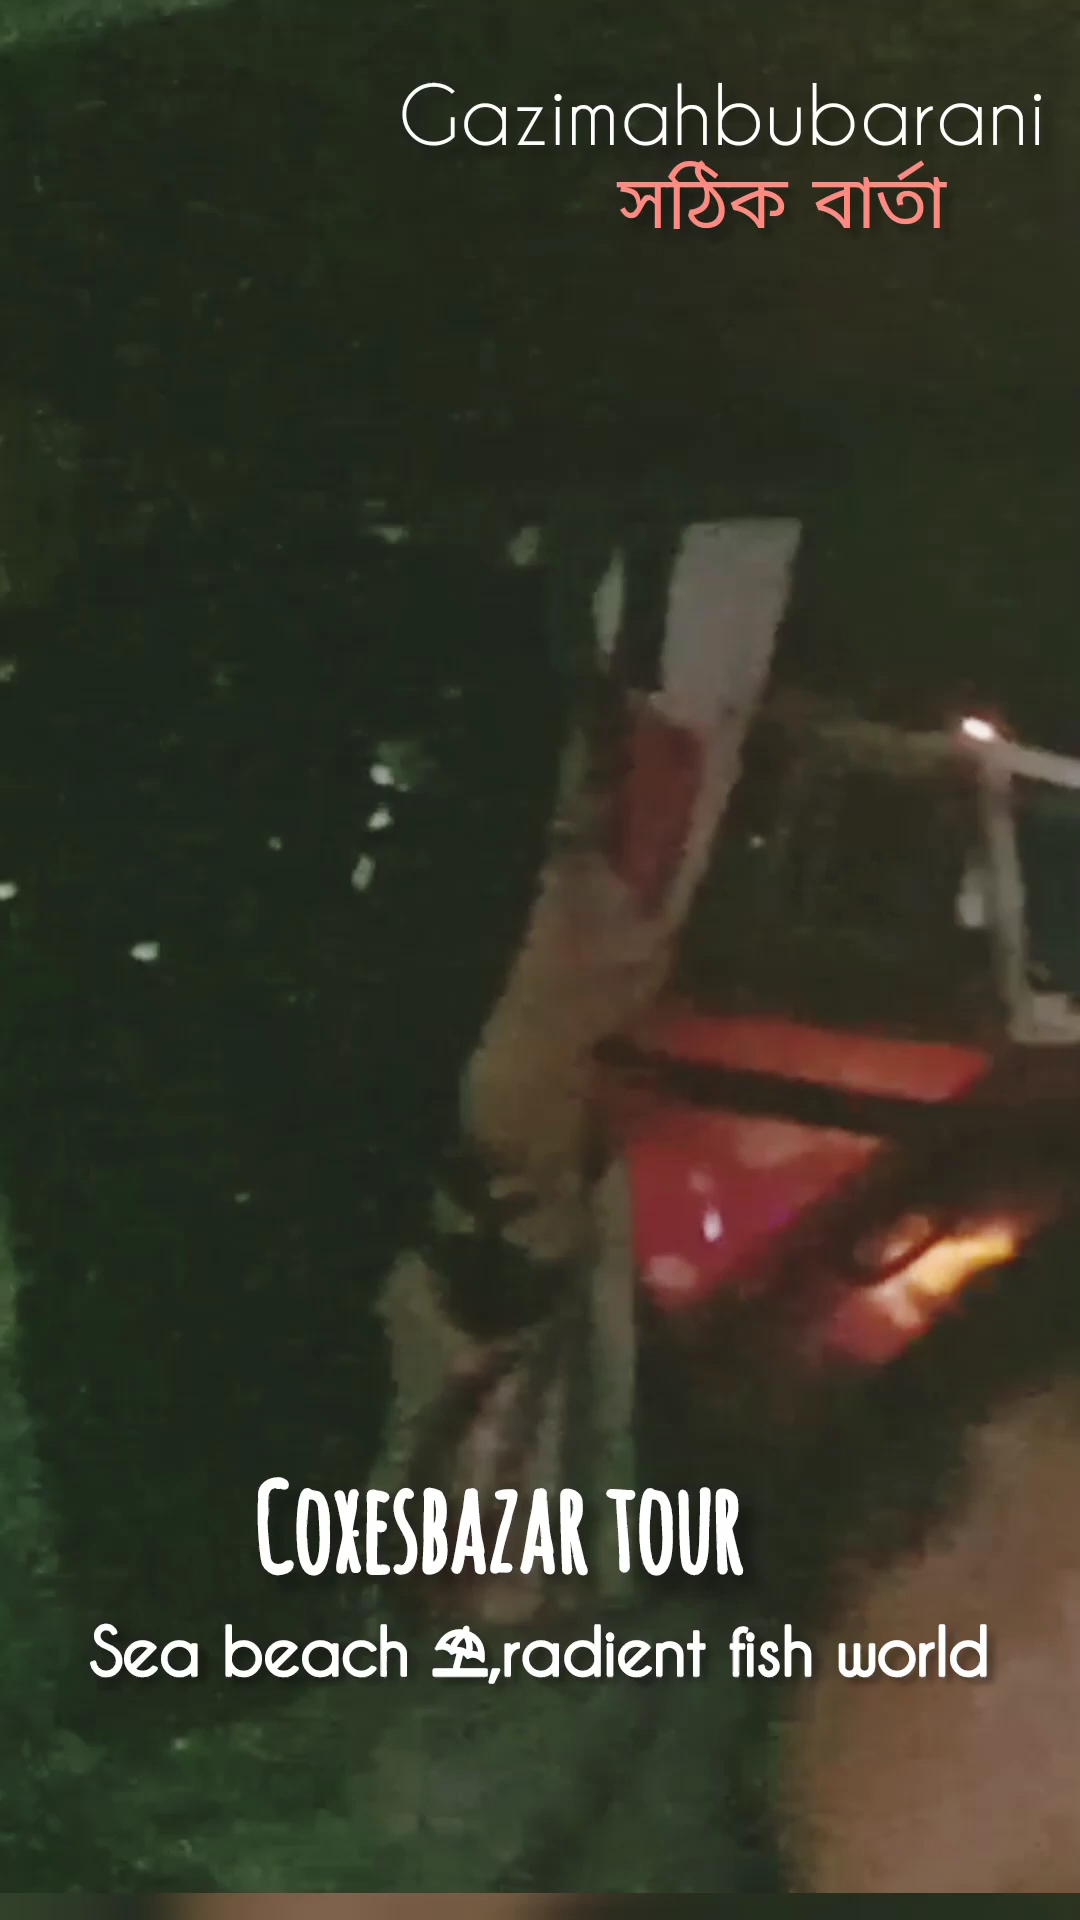 Gazimahbubarani
সঠিক বার্তা
Coxesbazar tour
Sea beach ⛱,radient fish world